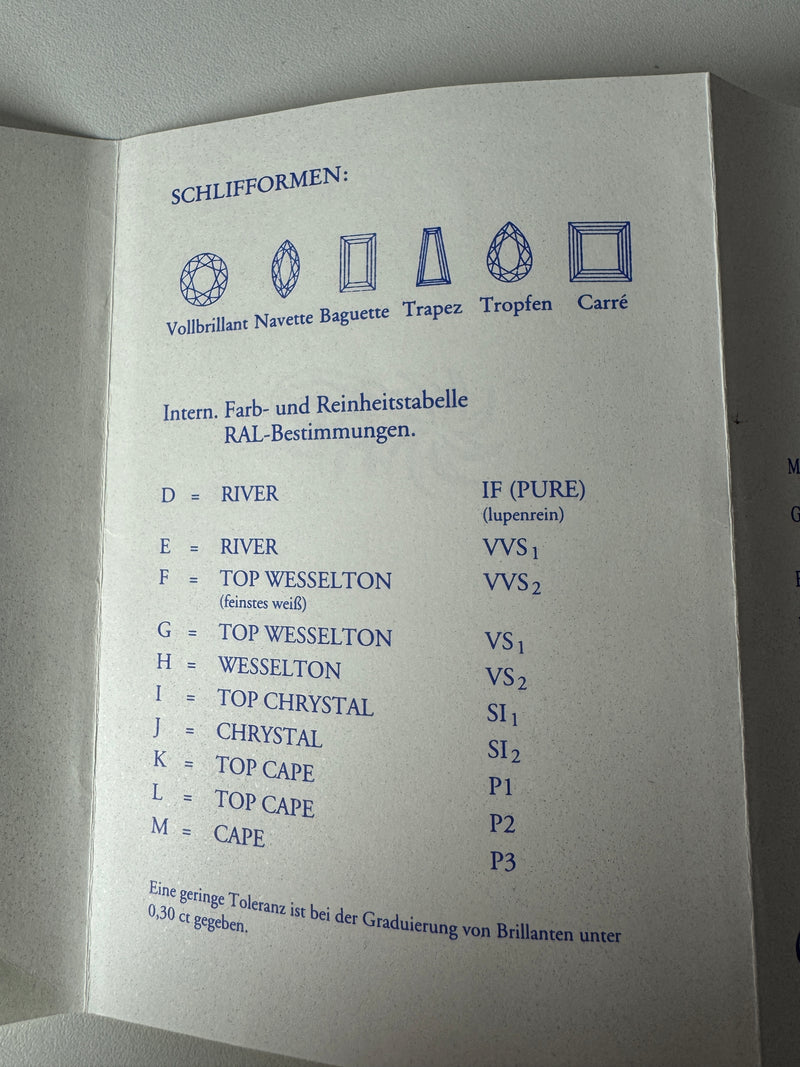 SCHLIFFORMEN:
Vollbrillant Navette Baguette Trapez Tropfen Carré
Intern. Farb- und Reinheitstabelle
RAL-Bestimmungen.
D = RIVER IF (PURE)
(lupenrein)
E = RIVER VVS1
F = TOP WESSELTON VVS2
(feinstes weiß)
G = TOP WESSELTON VS1
H = WESSELTON VS2
I = TOP CHRYSTAL SI1
J = CHRYSTAL SI2
K = TOP CAPE P1
L = TOP CAPE P2
M = CAPE P3
Eine geringe Toleranz ist bei der Graduierung von Brillanten unter
0,30 ct gegeben.